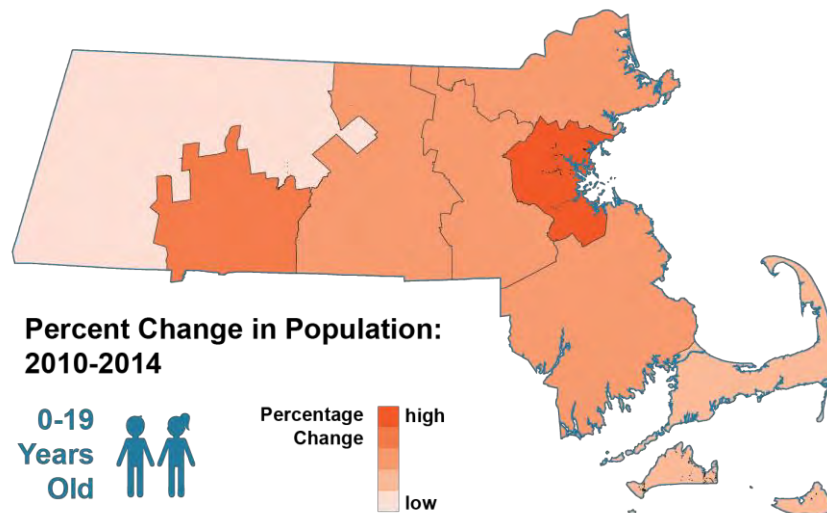 Percent Change in Population:
2010-2014
0-19
Years
Old
Percentage
Change
high
low